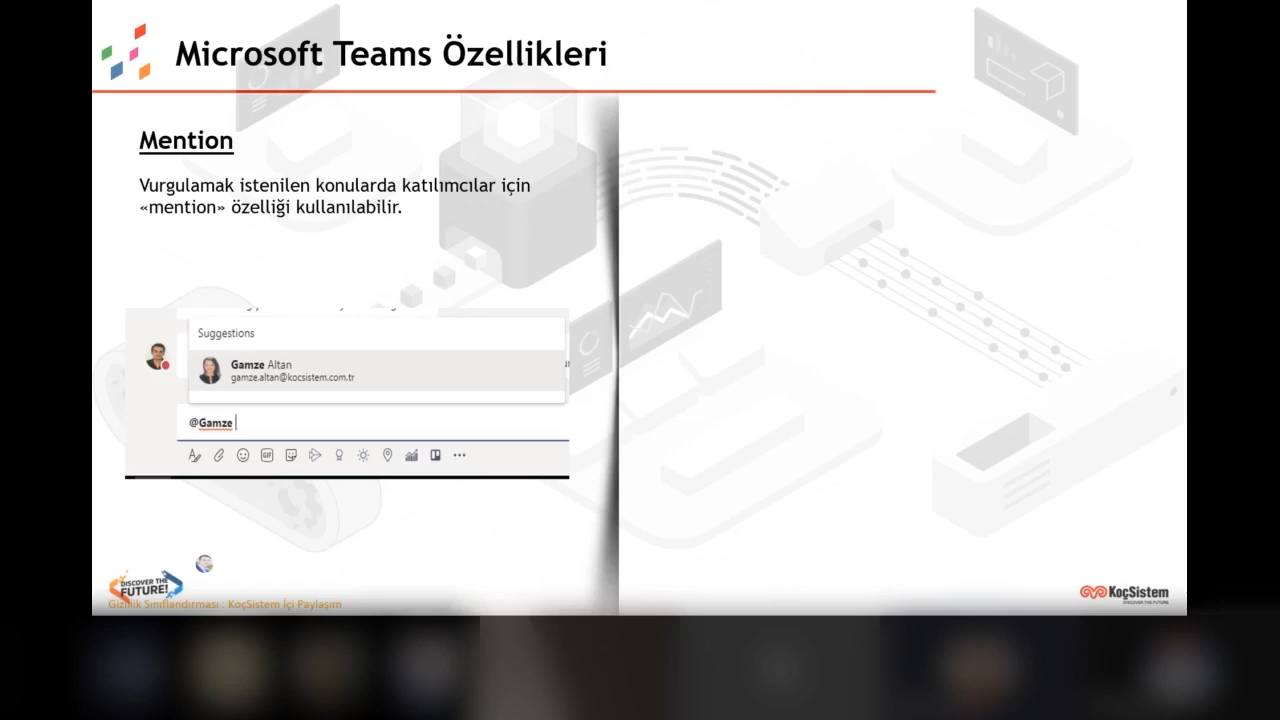 Microsoft Teams Özellikleri
Mention
Vurgulamak istenilen konularda katılımcılar için
«mention» özelliği kullanılabilir.
Suggestions
Gamze Altan
gamze.altan@kocsistem.com.tr
@Gamze
GIF
DISCOVER THE
FUTURE!
Gizlilik Sınıflandırması : KoçSistem İçi Paylaşım
KoçSistem
DISCOVER THE FUTURE